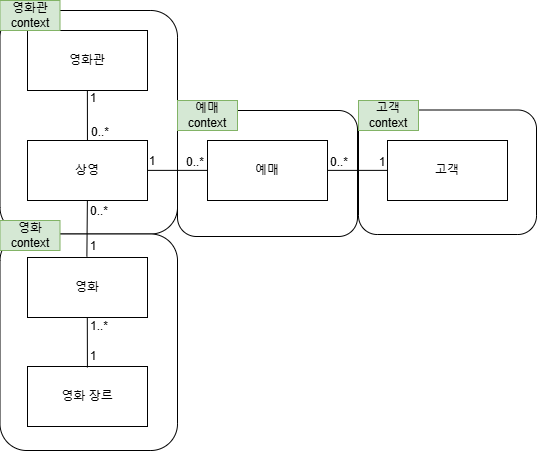 영화관
context
영화관
1
0..*
예매
context
고객
context
상영
1
0..*
예매
0..*
1
고객
0..*
영화
context
1
영화
1..*
1
영화 장르